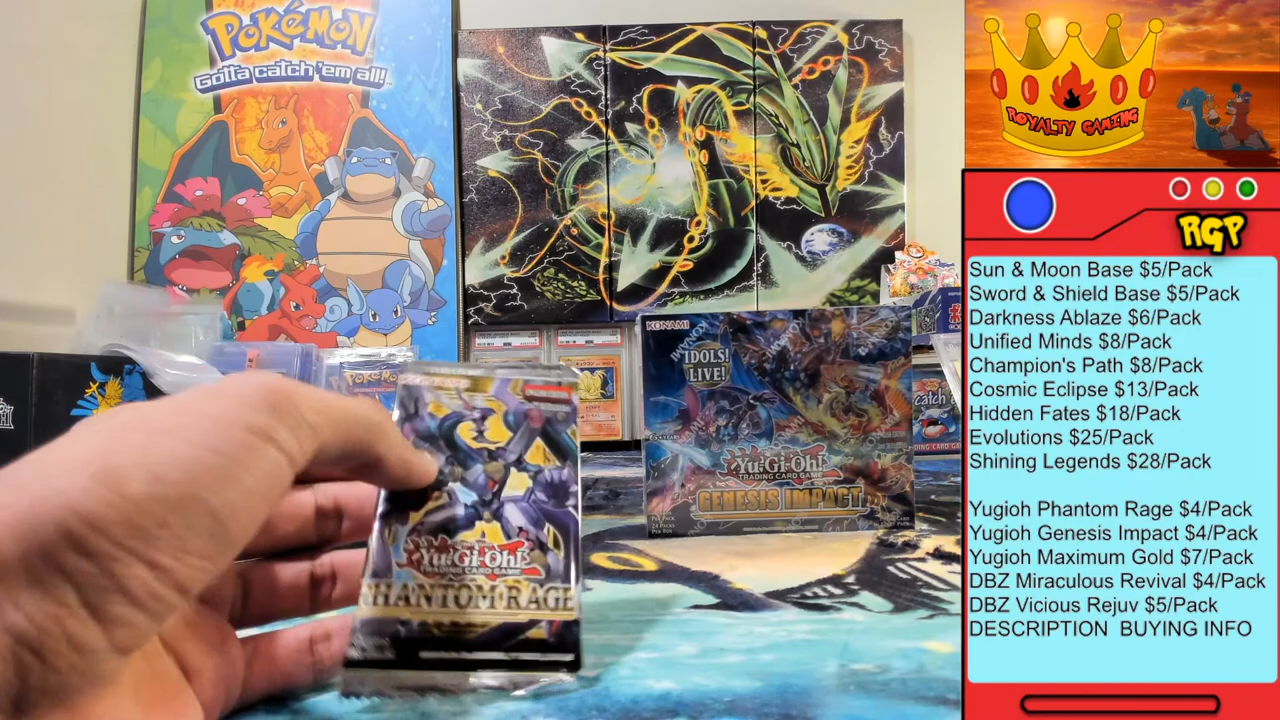 POKéMON
Gotta catch 'em all!
KONAMI
IDOLS!
LIVE!
Yu-Gi-Oh!
TRADING CARD GAME
GENESIS IMPACT
Pokémon
catch
Yu-Gi-Oh!
TRADING CARD GAME
PHANTOM RAGE
ROYALTY GAMING
RGP
Sun & Moon Base $5/Pack
Sword & Shield Base $5/Pack
Darkness Ablaze $6/Pack
Unified Minds $8/Pack
Champion's Path $8/Pack
Cosmic Eclipse $13/Pack
Hidden Fates $18/Pack
Evolutions $25/Pack
Shining Legends $28/Pack
Yugioh Phantom Rage $4/Pack
Yugioh Genesis Impact $4/Pack
Yugioh Maximum Gold $7/Pack
DBZ Miraculous Revival $4/Pack
DBZ Vicious Rejuv $5/Pack
DESCRIPTION BUYING INFO